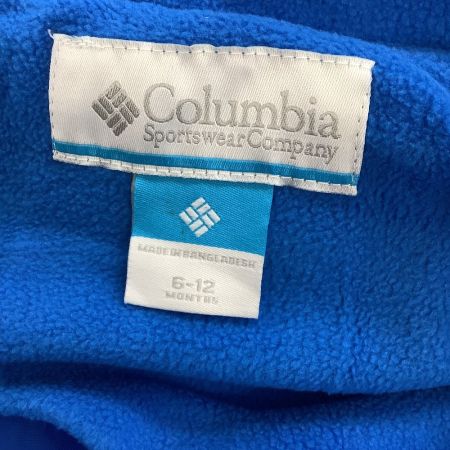 Columbia
Sportswear Company
MADE IN BANGLADESH
6-12
MONTHS